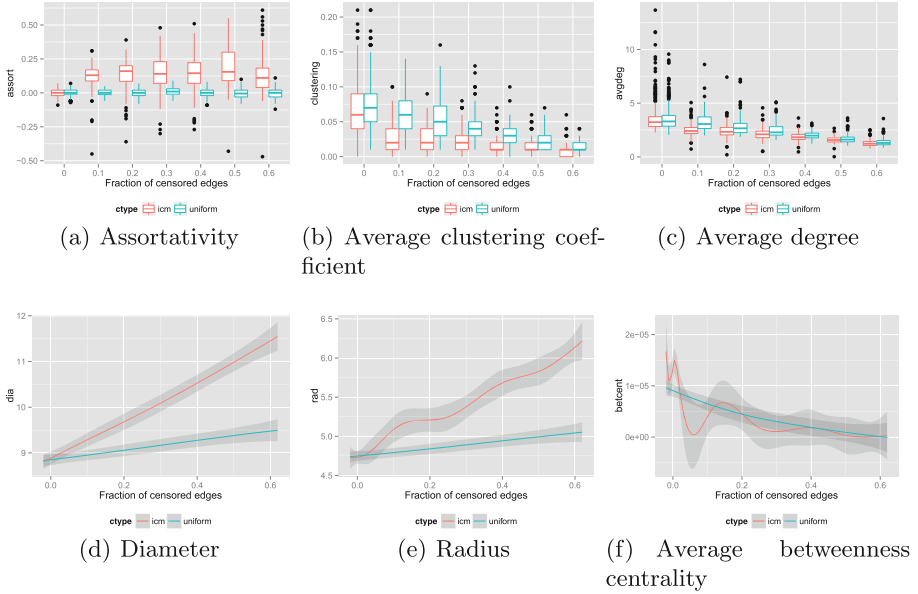 0.50
0.25
0.00
0.25
−0.50
assort
0 0.1 0.2 0.3 0.4 0.5 0.6
Fraction of censored edges
ctype icm uniform
(a) Assortativity
0.20
0.15
0.10
0.05
0.00
clustering
0 0.1 0.2 0.3 0.4 0.5 0.6
Fraction of censored edges
ctype icm uniform
(b) Average clustering coef-
ficient
10
5
0
avgdeg
0 0.1 0.2 0.3 0.4 0.5 0.6
Fraction of censored edges
ctype icm uniform
(c) Average degree
12
11
10
9
dia
0.0 0.2 0.4 0.6
Fraction of censored edges
ctype icm uniform
(d) Diameter
6.5
6.0
5.5
5.0
4.5
rad
0.0 0.2 0.4 0.6
Fraction of censored edges
ctype icm uniform
(e) Radius
2e−05
1e−05
0e+00
betcent
0.0 0.2 0.4 0.6
Fraction of censored edges
ctype icm uniform
(f) Average betweenness
centrality